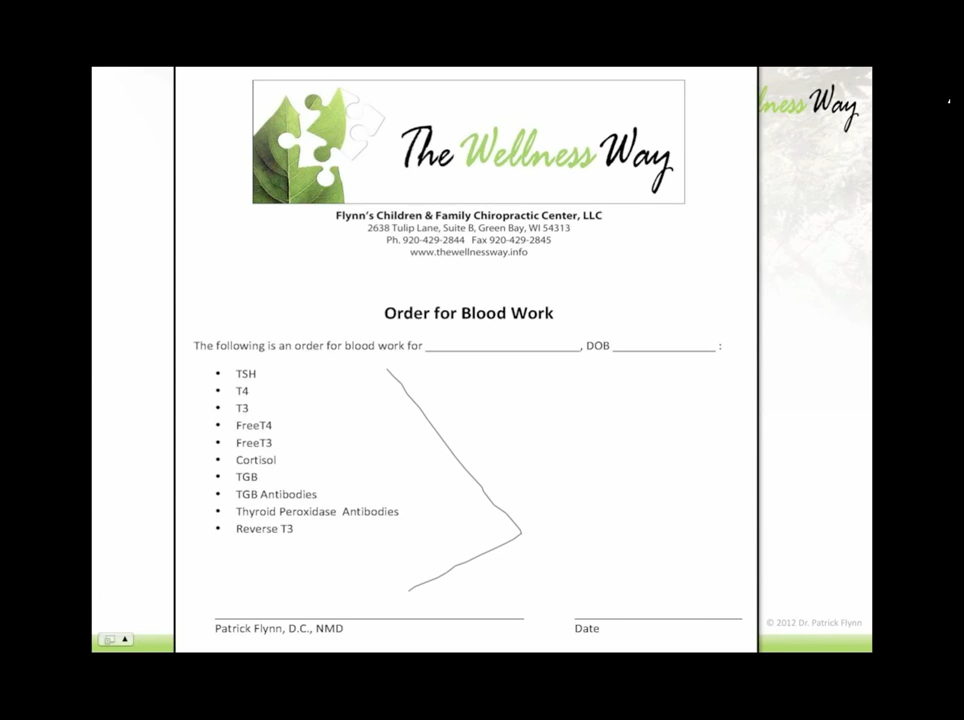 The Wellness Way
lness Way
Flynn's Children & Family Chiropractic Center, LLC
2638 Tulip Lane, Suite B, Green Bay, WI 54313
Ph. 920-429-2844 Fax 920-429-2845
www.thewellnessway.info
Order for Blood Work
The following is an order for blood work for ________________________, DOB ________________ :
• TSH
• T4
• T3
• FreeT4
• FreeT3
• Cortisol
• TGB
• TGB Antibodies
• Thyroid Peroxidase Antibodies
• Reverse T3
Patrick Flynn, D.C., NMD
Date
© 2012 Dr. Patrick Flynn